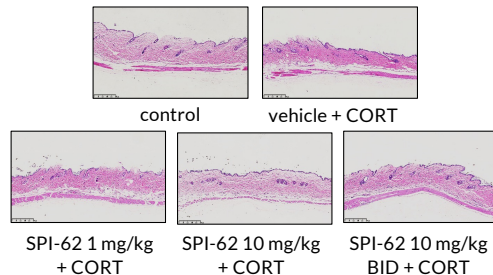 control
vehicle + CORT
SPI-62 1 mg/kg
+ CORT
SPI-62 10 mg/kg
+ CORT
SPI-62 10 mg/kg
BID + CORT